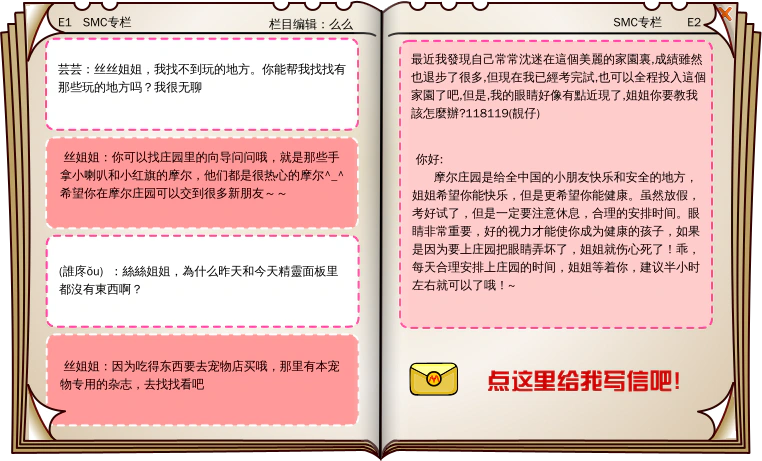 E1 SMC专栏
栏目编辑：么么
芸芸：丝丝姐姐，我找不到玩的地方。你能帮我找找有
那些玩的地方吗？我很无聊
丝姐姐：你可以找庄园里的向导问问哦，就是那些手
拿小喇叭和小红旗的摩尔，他们都是很热心的摩尔^_^
希望你在摩尔庄园可以交到很多新朋友～～
(誰庝ōu) ：絲絲姐姐，為什么昨天和今天精靈面板里
都沒有東西啊？
丝姐姐：因为吃得东西要去宠物店买哦，那里有本宠
物专用的杂志，去找找看吧
SMC专栏 E2
最近我發現自己常常沈迷在這個美麗的家園裏,成績雖然
也退步了很多,但現在我已經考完試,也可以全程投入這個
家園了吧,但是,我的眼睛好像有點近現了,姐姐你要教我
該怎麼辦?118119(靚仔)
你好:
摩尔庄园是给全中国的小朋友快乐和安全的地方，
姐姐希望你能快乐，但是更希望你能健康。虽然放假，
考好试了，但是一定要注意休息，合理的安排时间。眼
睛非常重要，好的视力才能使你成为健康的孩子，如果
是因为要上庄园把眼睛弄坏了，姐姐就伤心死了！乖，
每天合理安排上庄园的时间，姐姐等着你，建议半小时
左右就可以了哦！~
点这里给我写信吧!